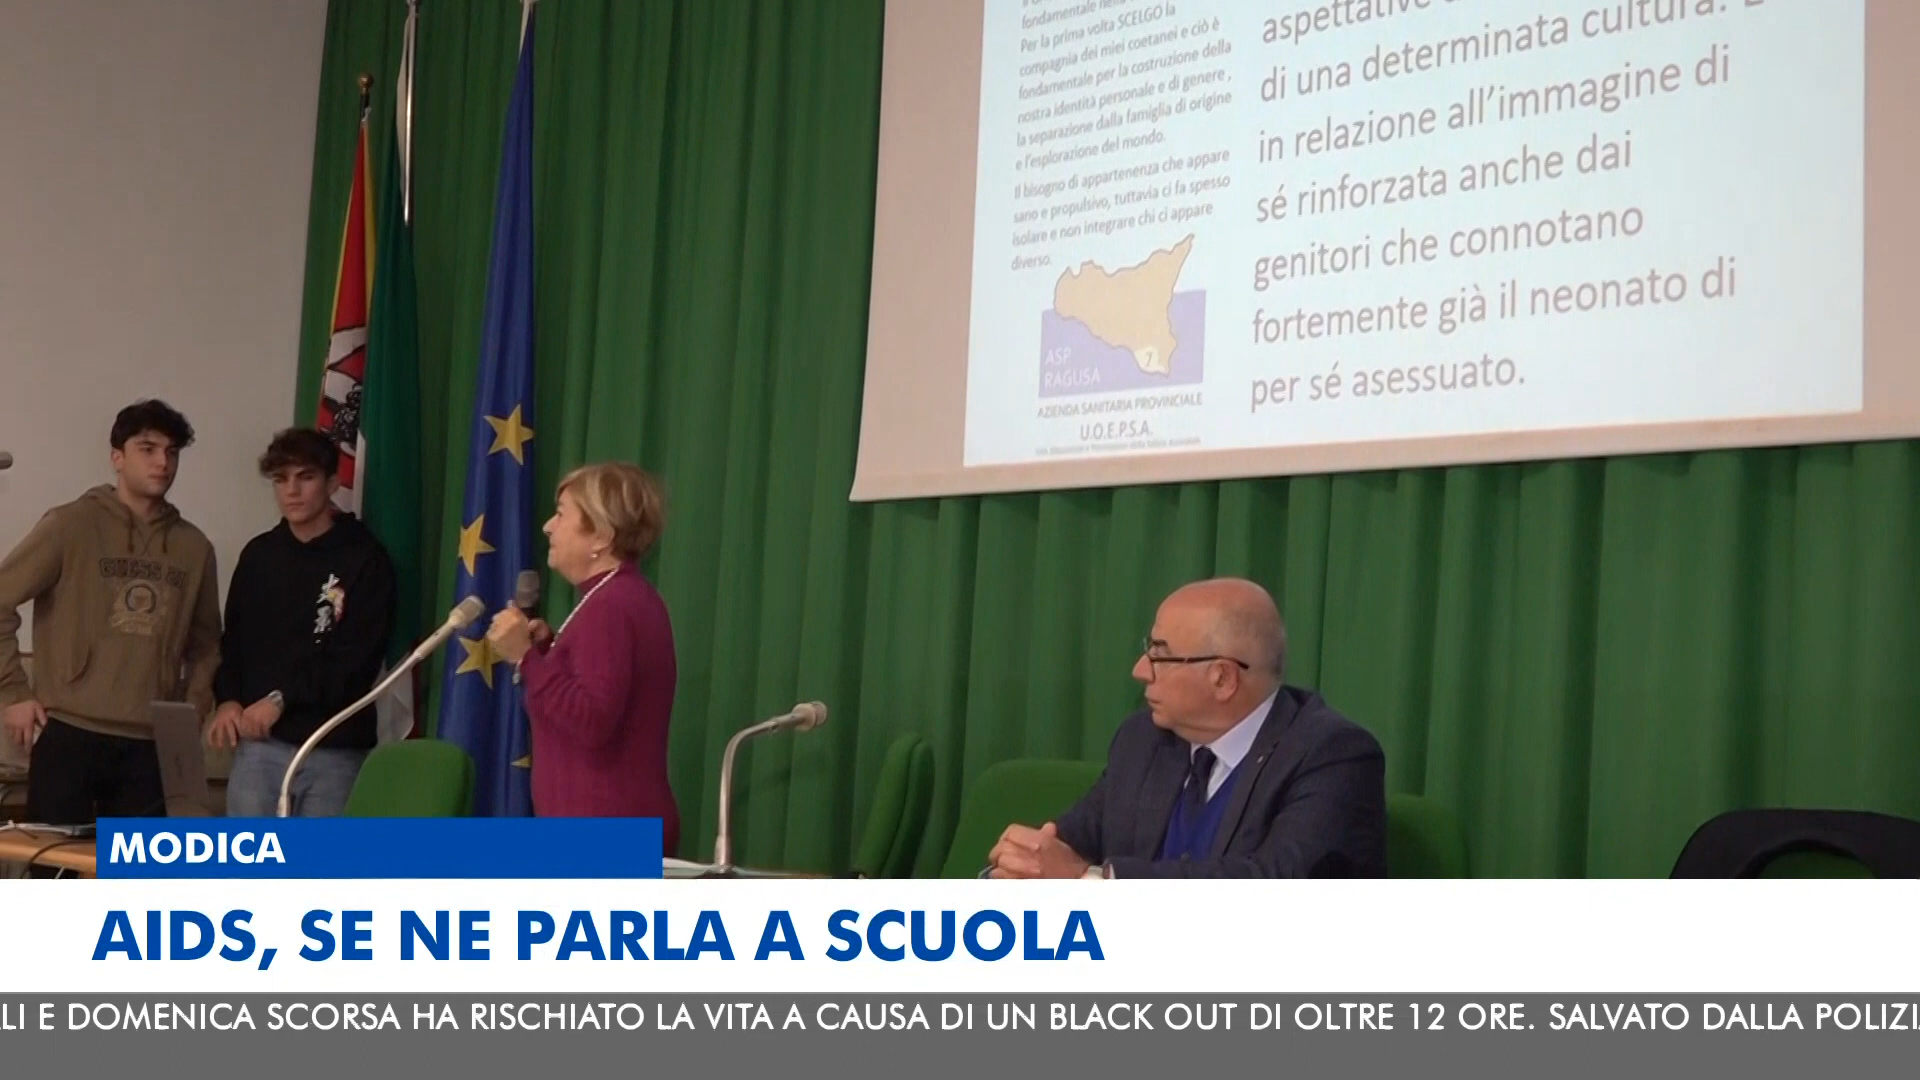 fondamentale
Per la prima volta SCELGO la
compagnia dei miei coetanei e ciò è
fondamentale per la costruzione della
nostra identità personale e di genere,
la separazione dalla famiglia di origine
e l'esplorazione del mondo.
Il bisogno di appartenenza che appare
sano e propulsivo, tuttavia ci fa spesso
isolare e non integrare chi ci appare
diverso.
di una determinata cultura.
in relazione all'immagine di
sé rinforzata anche dai
genitori che connotano
fortemente già il neonato di
per sé asessuato.
ASP
7
RAGUSA
AZIENDA SANITARIA PROVINCIALE
U.O.E.P.S.A.
GUESS
MODICA
AIDS, SE NE PARLA A SCUOLA
LI E DOMENICA SCORSA HA RISCHIATO LA VITA A CAUSA DI UN BLACK OUT DI OLTRE 12 ORE. SALVATO DALLA POLIZI